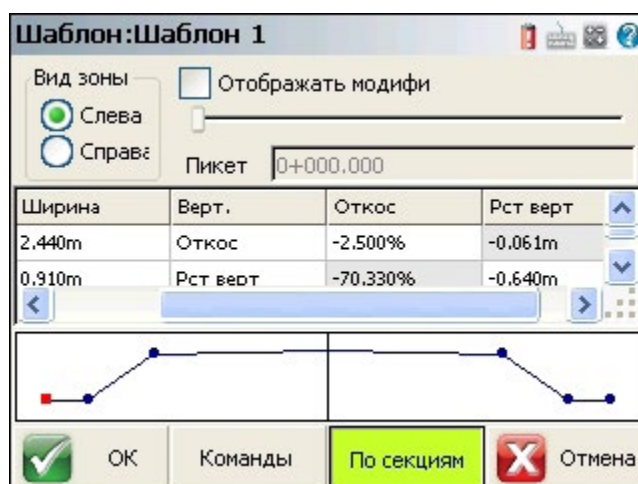 Шаблон:Шаблон 1
Вид зоны
Отображать модифи
Слева
Справа
Пикет 0+000.000
Ширина Верт. Откос Рст верт
2.440m Откос -2.500% -0.061m
0.910m Рст верт -70.330% -0.640m
ОК Команды По секциям Отмена